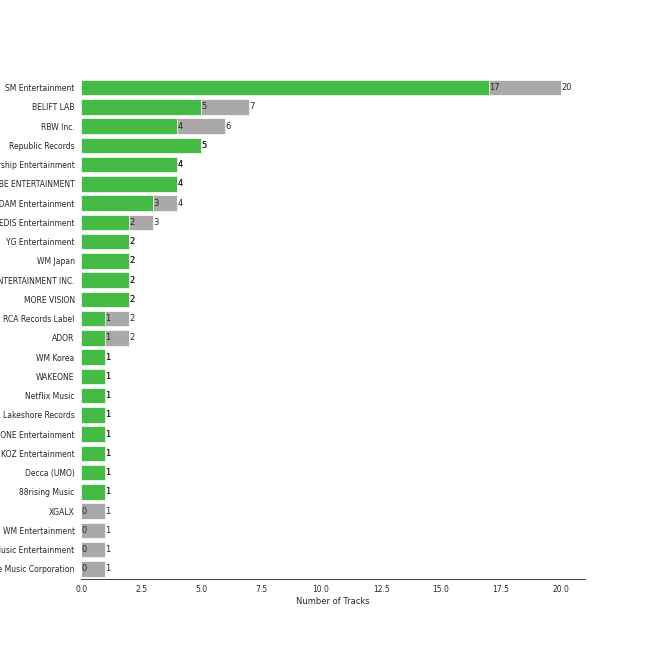 SM Entertainment 17 20
BELIFT LAB 5 7
RBW Inc. 4 6
Republic Records 5
rship Entertainment 4
BE ENTERTAINMENT 4
DAM Entertainment 3 4
EDIS Entertainment 2 3
YG Entertainment 2
WM Japan 2
NTERTAINMENT INC. 2
MORE VISION 2
RCA Records Label 1 2
ADOR 1 2
WM Korea 1
WAKEONE 1
Netflix Music 1
Lakeshore Records 1
ONE Entertainment 1
KOZ Entertainment 1
Decca (UMO) 1
88rising Music 1
XGALX 0 1
WM Entertainment 0 1
usic Entertainment 0 1
e Music Corporation 0 1
0.0 2.5 5.0 7.5 10.0 12.5 15.0 17.5 20.0
Number of Tracks